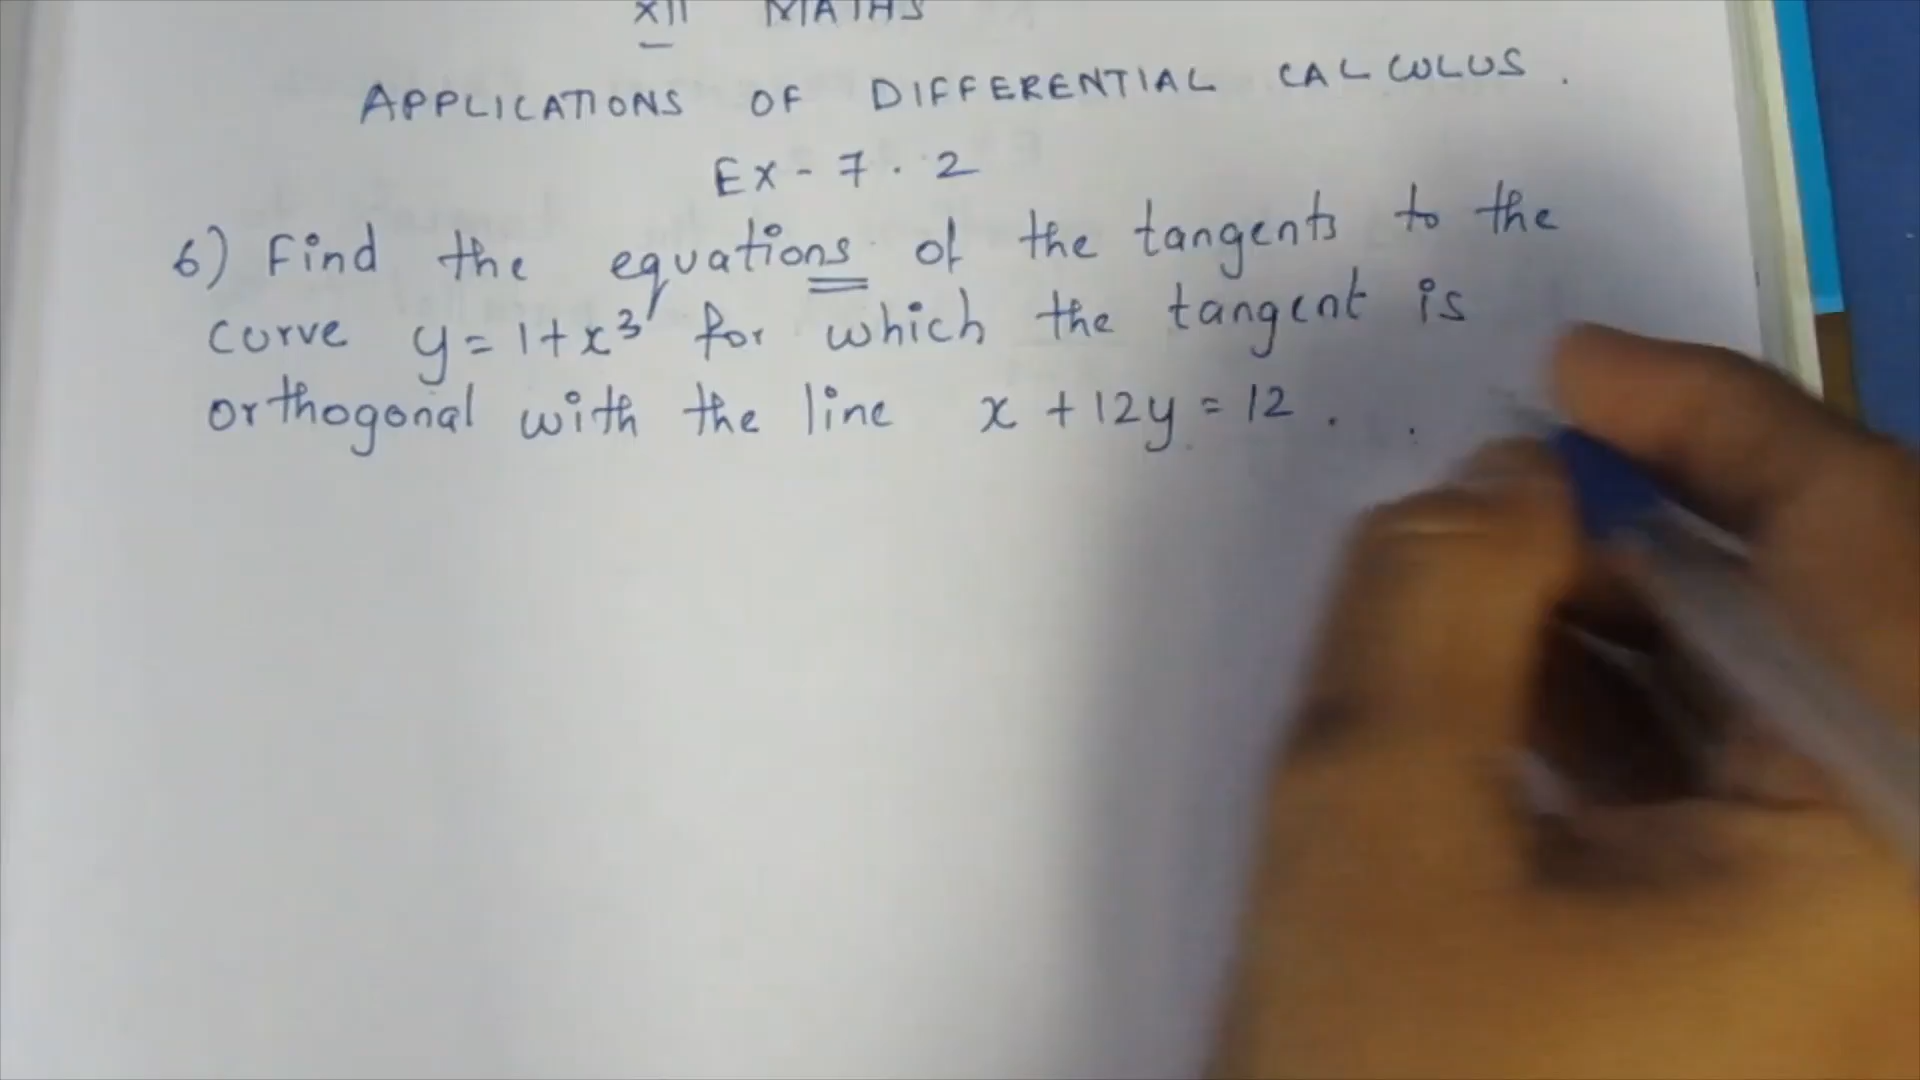 XII MATHS
APPLICATIONS OF DIFFERENTIAL CALCULUS.
Ex - 7.2
6) Find the equations of the tangents to the
curve y = 1 + x³ for which the tangent is
orthogonal with the line x + 12y = 12.